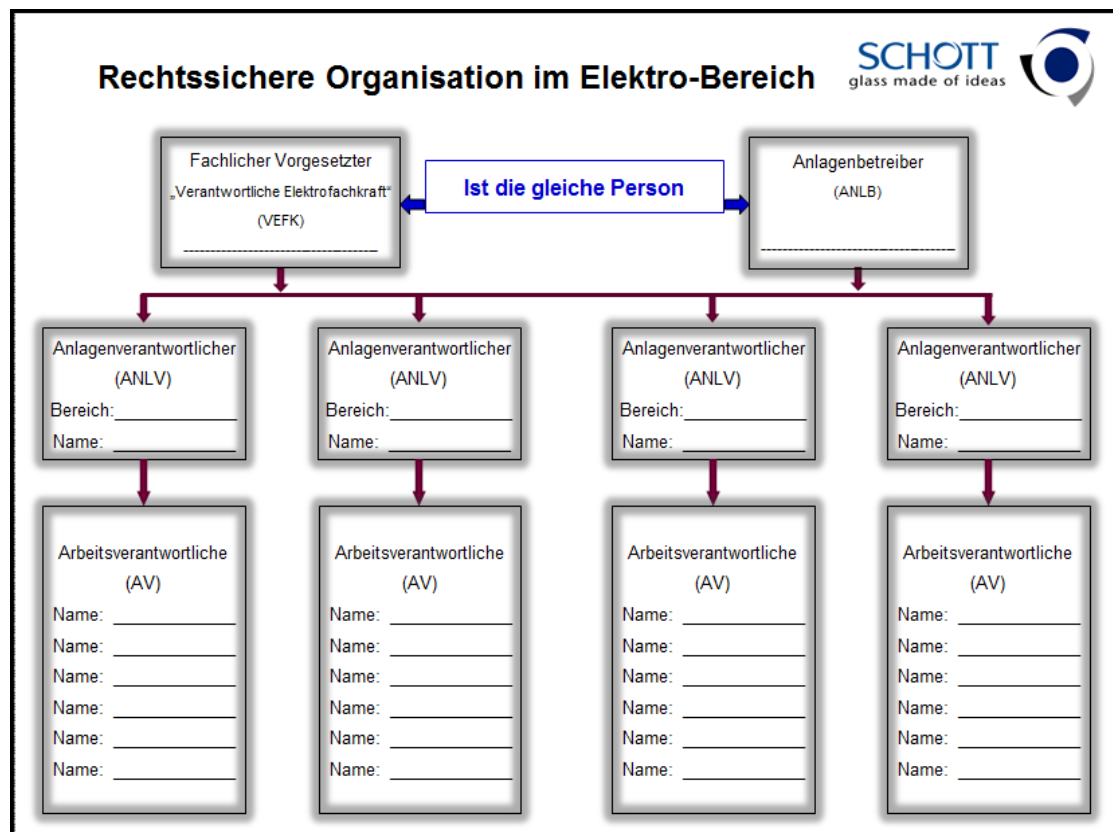 SCHOTT
glass made of ideas
Rechtssichere Organisation im Elektro-Bereich
Fachlicher Vorgesetzter
„Verantwortliche Elektrofachkraft“
(VEFK)
Ist die gleiche Person
Anlagenbetreiber
(ANLB)
Anlagenverantwortlicher
(ANLV)
Bereich:
Name:
Anlagenverantwortlicher
(ANLV)
Bereich:
Name:
Anlagenverantwortlicher
(ANLV)
Bereich:
Name:
Anlagenverantwortlicher
(ANLV)
Bereich:
Name:
Arbeitsverantwortliche
(AV)
Name:
Name:
Name:
Name:
Name:
Name:
Arbeitsverantwortliche
(AV)
Name:
Name:
Name:
Name:
Name:
Name:
Arbeitsverantwortliche
(AV)
Name:
Name:
Name:
Name:
Name:
Name:
Arbeitsverantwortliche
(AV)
Name:
Name:
Name:
Name:
Name:
Name: